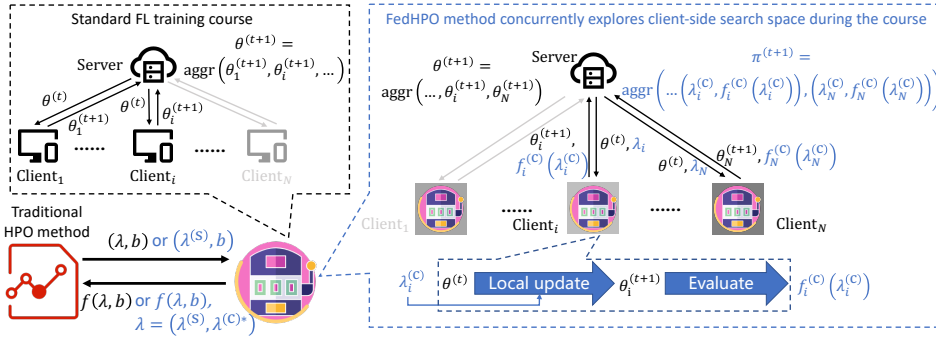 Standard FL training course
Server
θ^(t+1) =
aggr(θ_1^(t+1), θ_i^(t+1), …)
θ^(t)
θ_1^(t+1)
θ^(t)
θ_i^(t+1)
......
......
Client_1
Client_i
Client_N
Traditional
HPO method
(λ, b) or (λ^(S), b)
f(λ, b) or f(λ, b),
λ = (λ^(S), λ^(C)*)
FedHPO method concurrently explores client-side search space during the course
θ^(t+1) =
aggr(…, θ_i^(t+1), θ_N^(t+1))
Server
π^(t+1) =
aggr(…(λ_i^(C), f_i^(C)(λ_i^(C))), (λ_N^(C), f_N^(C)(λ_N^(C))))
θ_i^(t+1),
f_i^(C)(λ_i^(C))
θ^(t), λ_i
θ^(t), λ_N
θ_N^(t+1), f_N^(C)(λ_N^(C))
Client_1
......
Client_i
......
Client_N
λ_i^(C)
θ^(t)
Local update
θ_i^(t+1)
Evaluate
f_i^(C)(λ_i^(C))